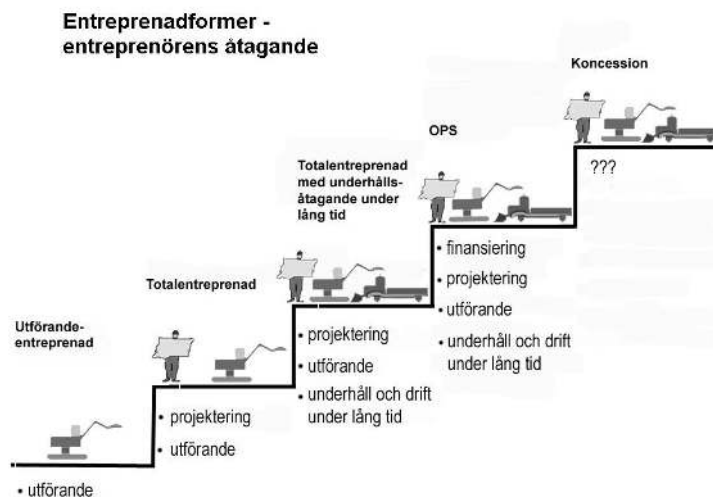 Entreprenadformer -
entreprenörens åtagande
Koncession
???
OPS
• finansiering
• projektering
• utförande
• underhåll och drift
under lång tid
Totalentreprenad
med underhålls-
åtagande under
lång tid
• projektering
• utförande
• underhåll och drift
under lång tid
Totalentreprenad
• projektering
• utförande
Utförande-
entreprenad
• utförande